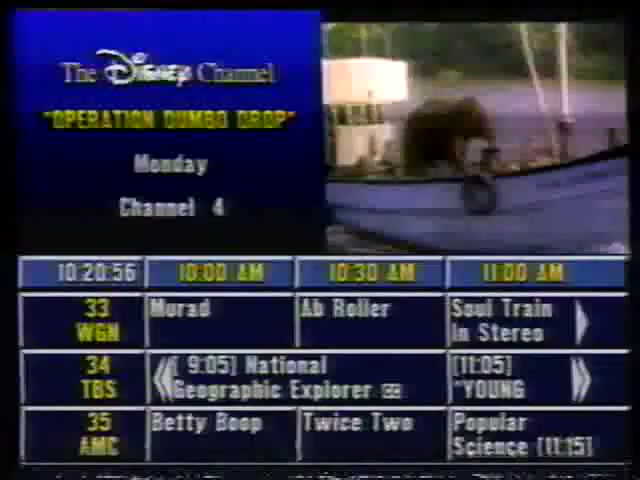 The Disney Channel
"OPERATION DUMBO DROP"
Monday
Channel 4
10:20:56 10:00 AM 10:30 AM 11:00 AM
33
WGN
Murad
Ab Roller
Soul Train
In Stereo
34
TBS
[ 9:05] National
Geographic Explorer CC
[11:05]
"YOUNG
35
AMC
Betty Boop
Twice Two
Popular
Science [11:15]